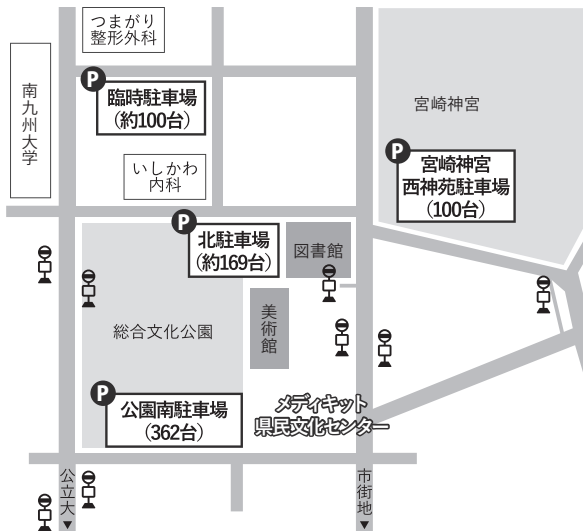 つまがり
整形外科
南九州大学
P
臨時駐車場
(約100台)
宮崎神宮
P
宮崎神宮
西神苑駐車場
(100台)
いしかわ
内科
P
北駐車場
(約169台)
図書館
総合文化公園
美術館
P
公園南駐車場
(362台)
メディキット
県民文化センター
公立大▼
市街地▼